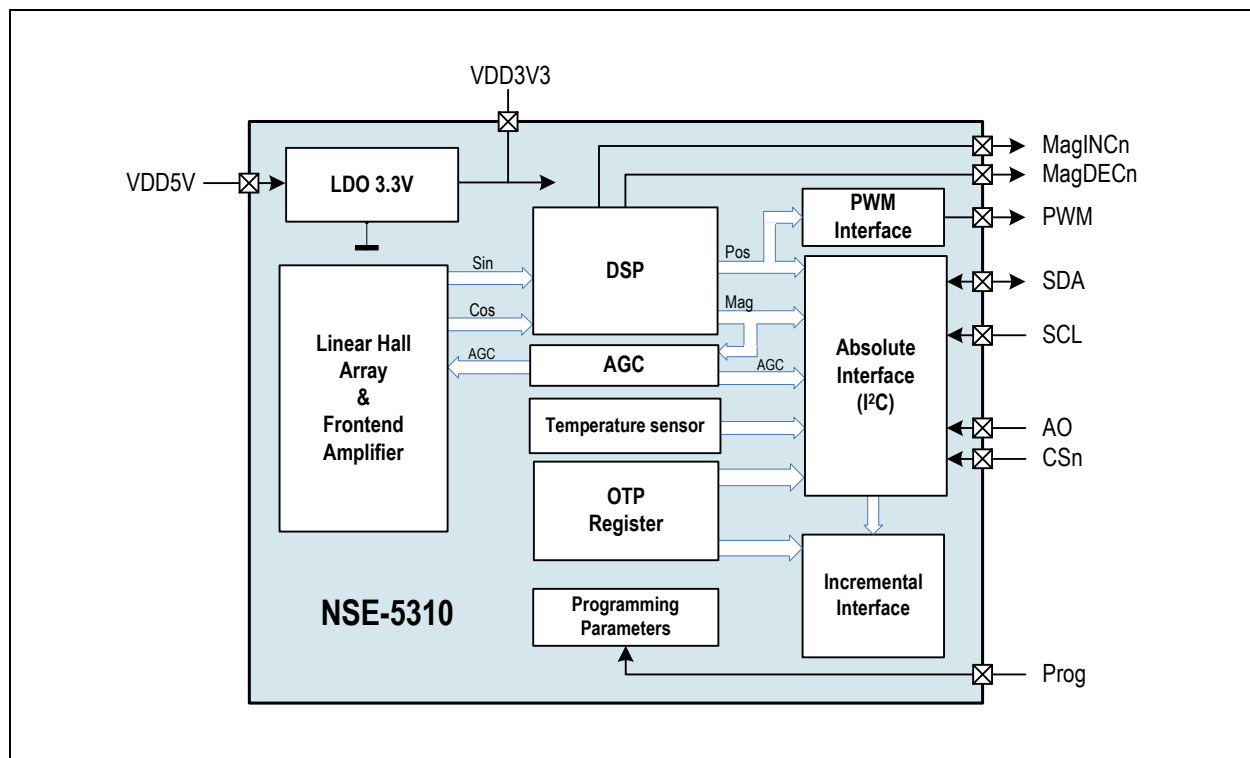 VDD3V3
VDD5V
LDO 3.3V
MagINCn
MagDECn
PWM
Interface
PWM
Sin
DSP
Pos
Cos
Mag
SDA
SCL
Linear Hall
Array
&
Frontend
Amplifier
AGC
AGC
AGC
Absolute
Interface
(I²C)
Temperature sensor
AO
CSn
OTP
Register
Incremental
Interface
NSE-5310
Programming
Parameters
Prog